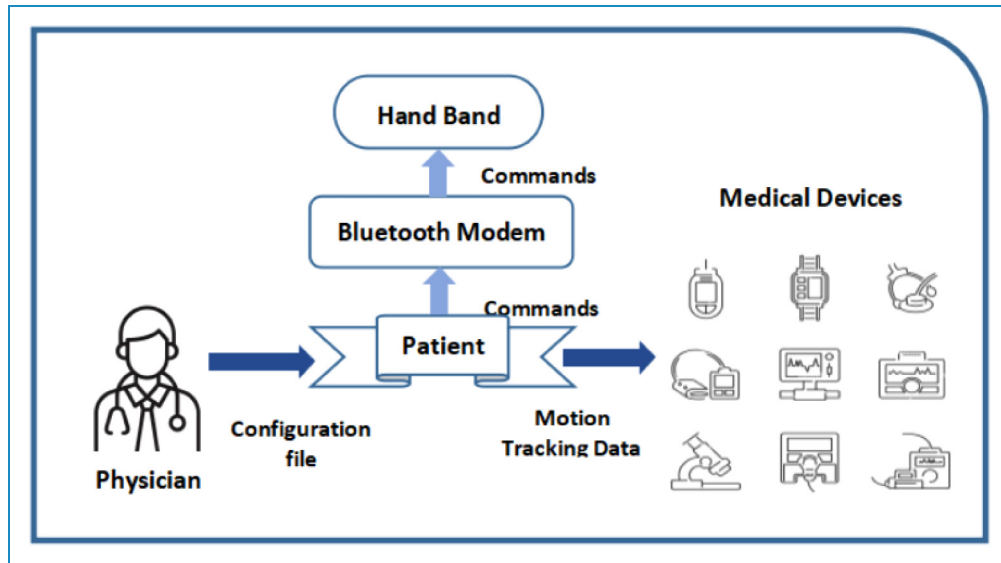 Hand Band
Commands
Bluetooth Modem
Medical Devices
Commands
Patient
Configuration
file
Motion
Tracking Data
Physician